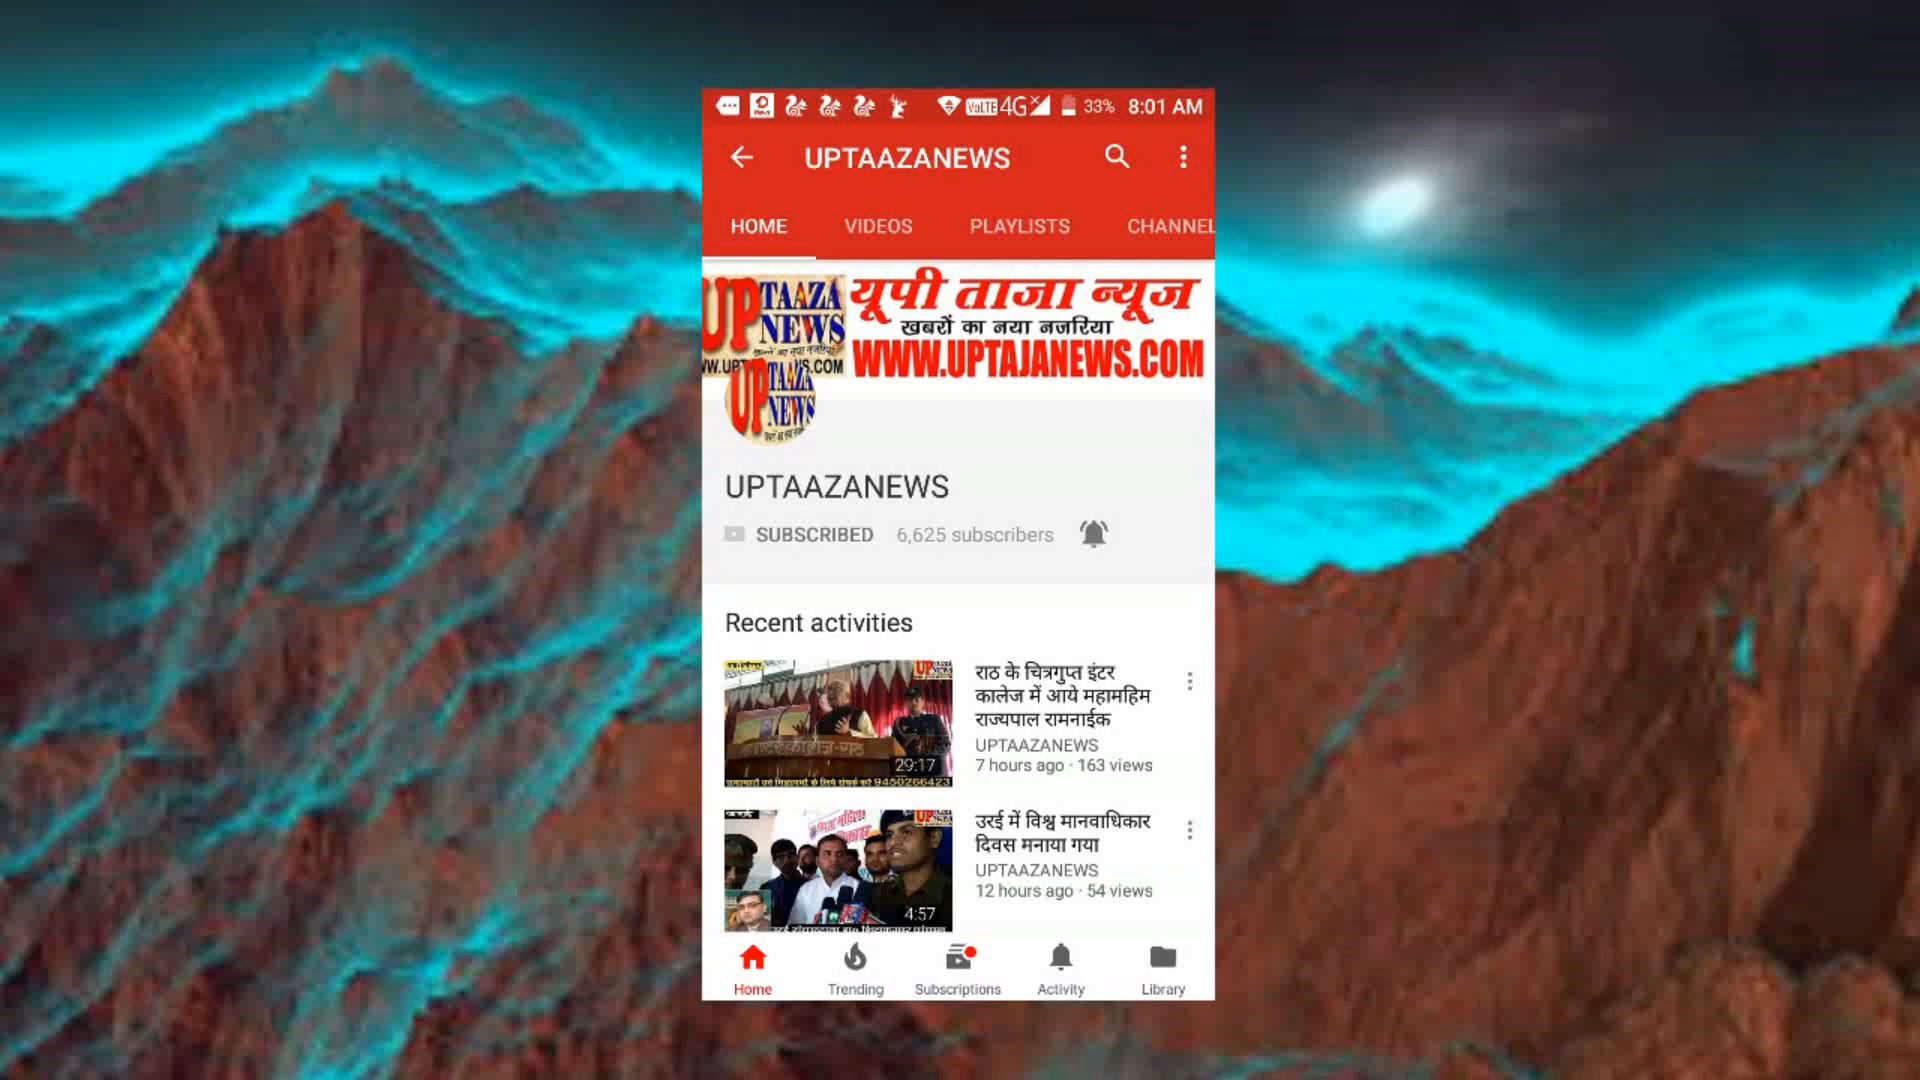 VoLTE 4G 33% 8:01 AM
UPTAAZANEWS
HOME VIDEOS PLAYLISTS CHANNEL
UP TAAZA NEWS
यूपी ताजा न्यूज
खबरों का नया नजरिया
WWW.UPTAJANEWS.COM
UP TAAZA NEWS
UPTAAZANEWS
SUBSCRIBED 6,625 subscribers
Recent activities
राठ के चित्रगुप्त इंटर
कालेज में आये महामहिम
राज्यपाल रामनाईक
UPTAAZANEWS
7 hours ago · 163 views
29:17
उरई में विश्व मानवाधिकार
दिवस मनाया गया
UPTAAZANEWS
12 hours ago · 54 views
4:57
Home Trending Subscriptions Activity Library